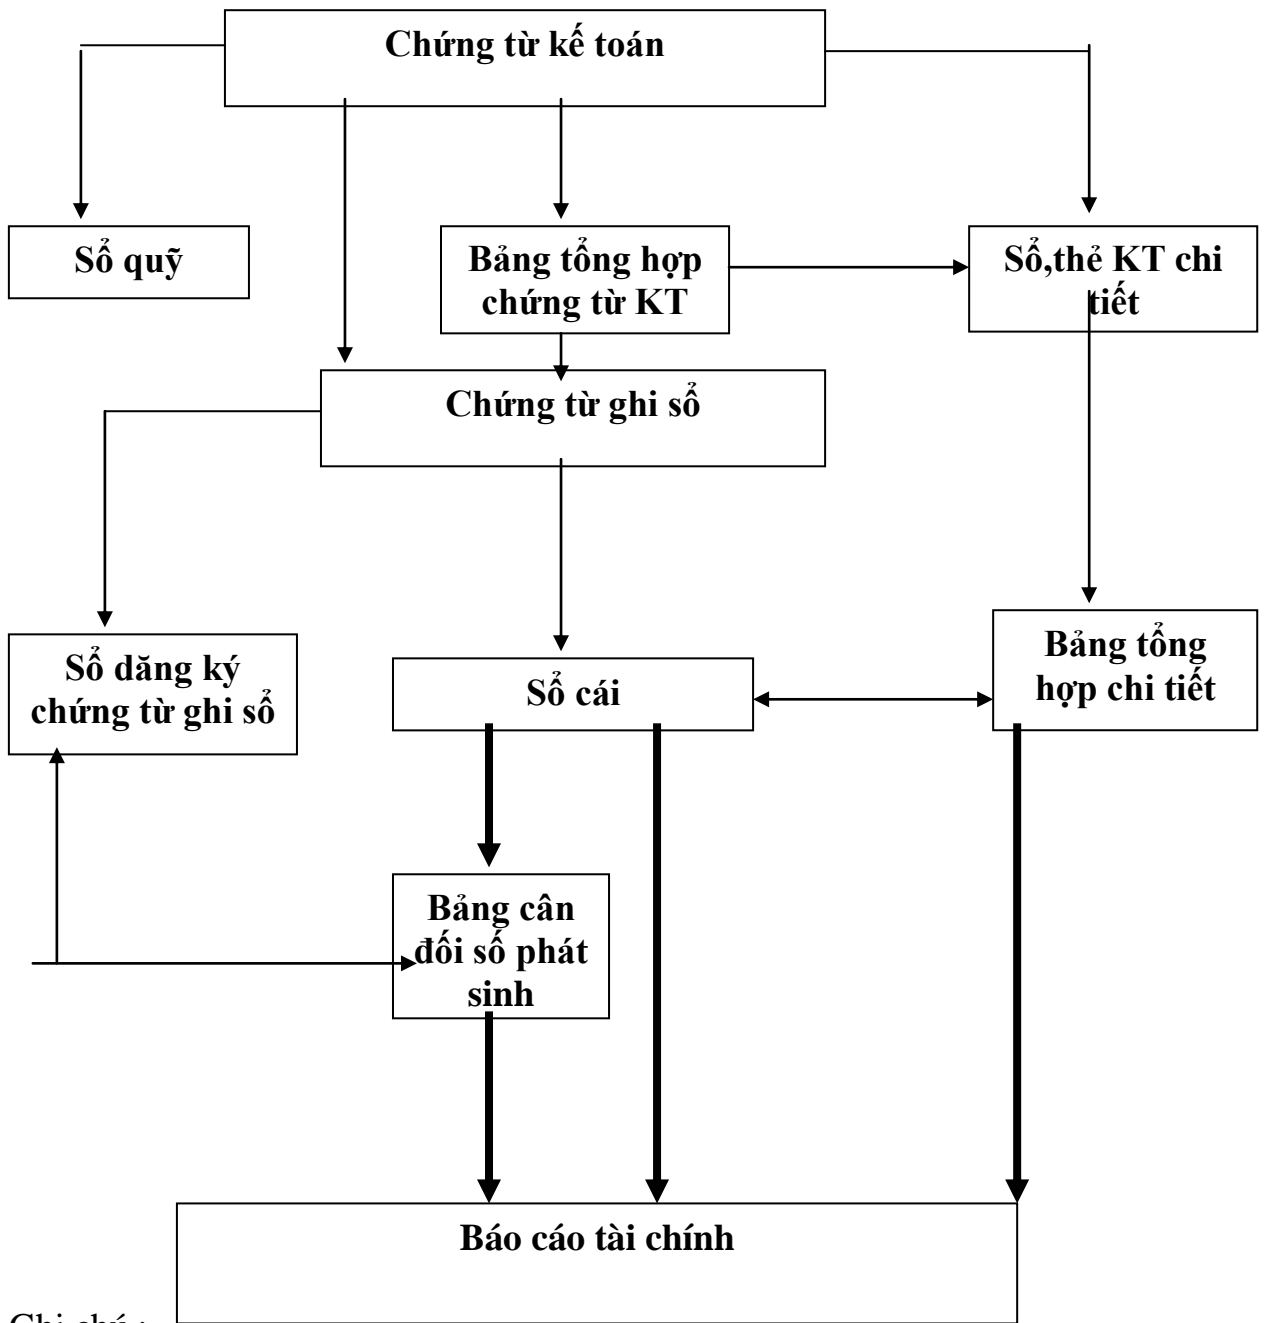 Chứng từ kế toán
Sổ quỹ
Bảng tổng hợp
chứng từ KT
Sổ,thẻ KT chi
tiết
Chứng từ ghi sổ
Sổ dăng ký
chứng từ ghi sổ
Sổ cái
Bảng tổng
hợp chi tiết
Bảng cân
đối số phát
sinh
Báo cáo tài chính
Ghi chú :